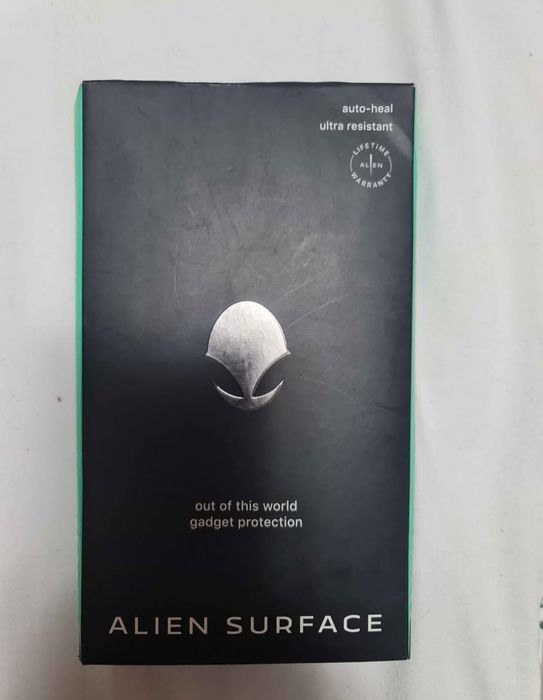 auto-heal
ultra resistant
LIFETIME
ALIEN
WARRANTY
out of this world
gadget protection
ALIEN SURFACE